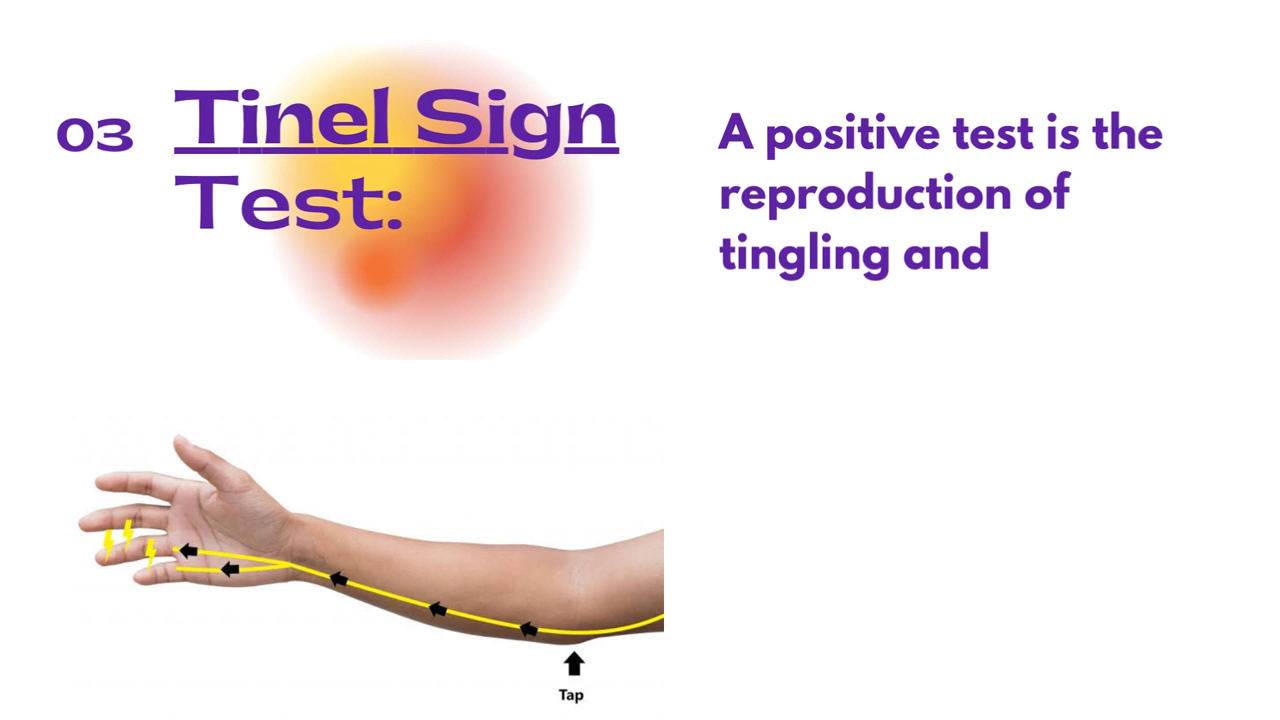 03
Tinel Sign
Test:
A positive test is the
reproduction of
tingling and
Tap